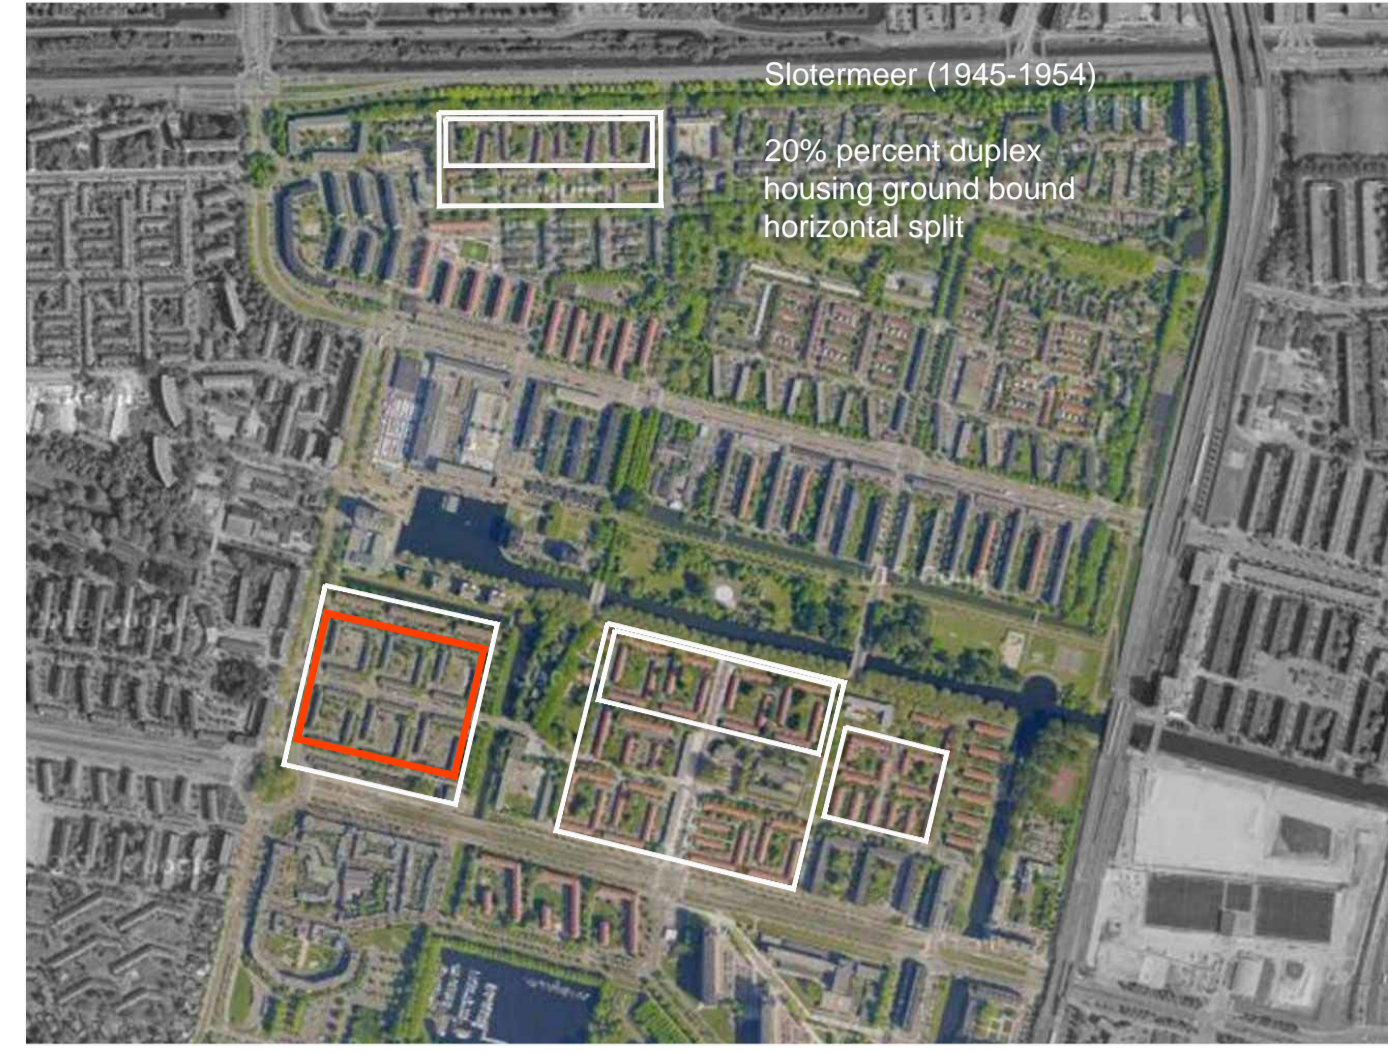 Slotermeer (1945-1954)
20% percent duplex
housing ground bound
horizontal split